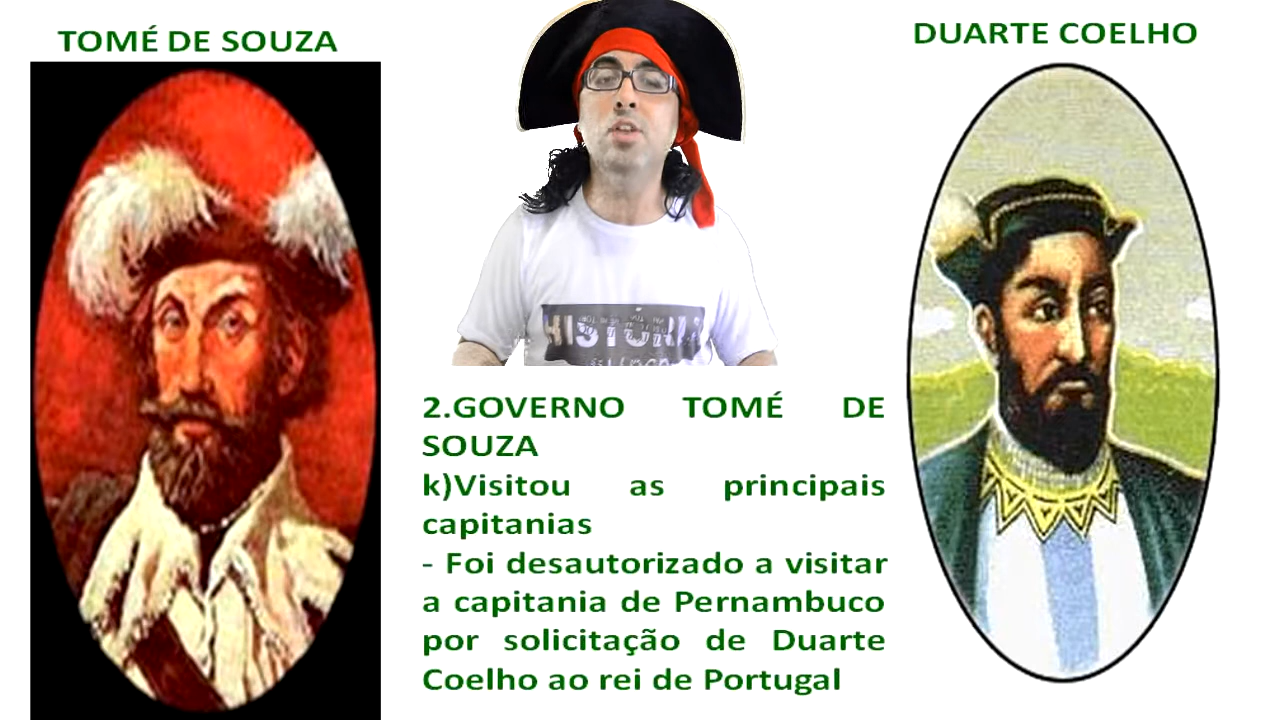 TOMÉ DE SOUZA
DUARTE COELHO
HISTÓRIA
2.GOVERNO TOMÉ DE
SOUZA
k)Visitou as principais
capitanias
- Foi desautorizado a visitar
a capitania de Pernambuco
por solicitação de Duarte
Coelho ao rei de Portugal